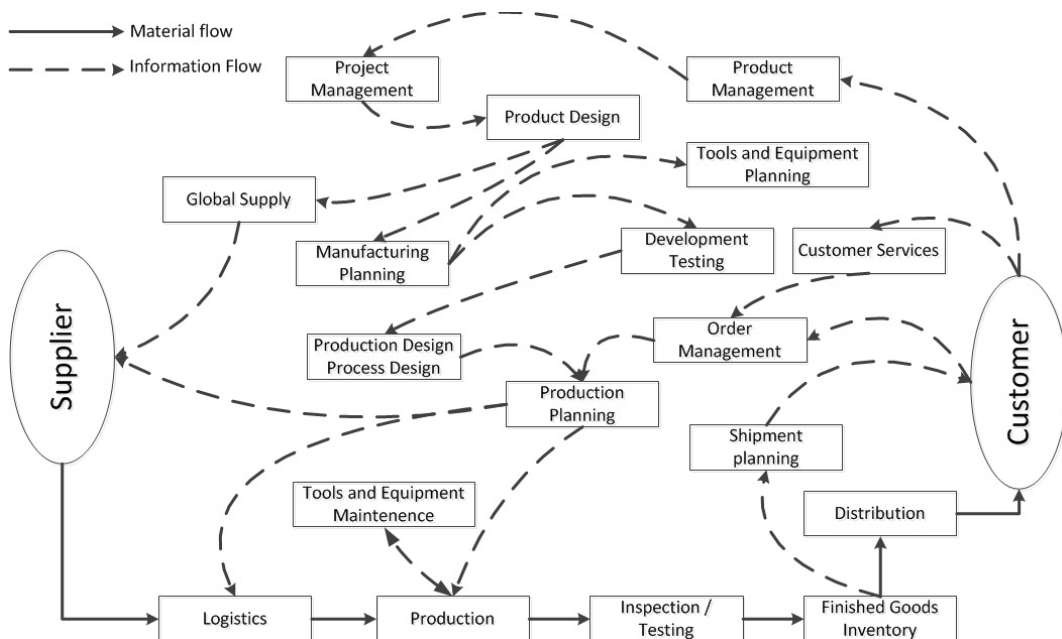 Material flow
Information Flow
Project
Management
Product
Management
Product Design
Tools and Equipment
Planning
Global Supply
Manufacturing
Planning
Development
Testing
Customer Services
Supplier
Production Design
Process Design
Order
Management
Customer
Production
Planning
Shipment
planning
Tools and Equipment
Maintenence
Distribution
Logistics
Production
Inspection /
Testing
Finished Goods
Inventory